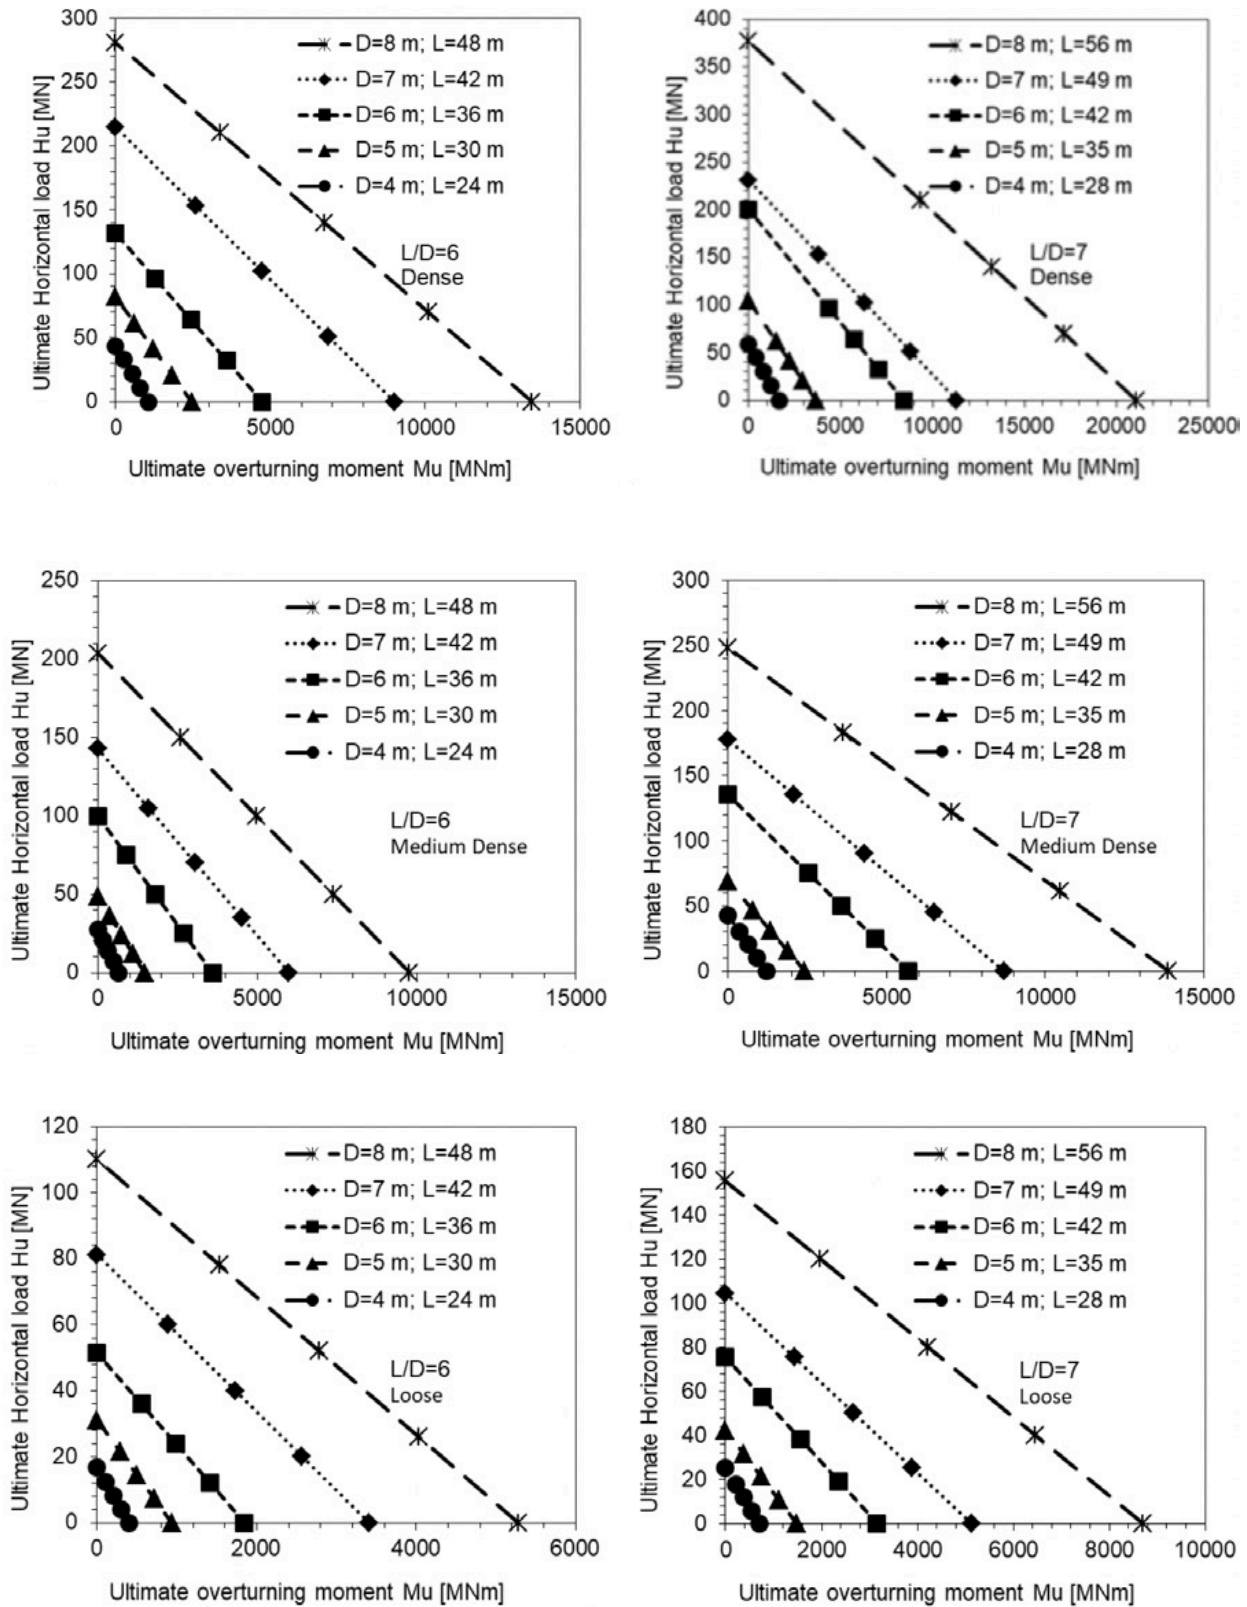 300
250
200
150
100
50
0
Ultimate Horizontal load Hu [MN]
D=8 m; L=48 m
D=7 m; L=42 m
D=6 m; L=36 m
D=5 m; L=30 m
D=4 m; L=24 m
L/D=6
Dense
0 5000 10000 15000
Ultimate overturning moment Mu [MNm]
400
350
300
250
200
150
100
50
0
Ultimate Horizontal load Hu [MN]
D=8 m; L=56 m
D=7 m; L=49 m
D=6 m; L=42 m
D=5 m; L=35 m
D=4 m; L=28 m
L/D=7
Dense
0 5000 10000 15000 20000 25000
Ultimate overturning moment Mu [MNm]
250
200
150
100
50
0
Ultimate Horizontal load Hu [MN]
D=8 m; L=48 m
D=7 m; L=42 m
D=6 m; L=36 m
D=5 m; L=30 m
D=4 m; L=24 m
L/D=6
Medium Dense
0 5000 10000 15000
Ultimate overturning moment Mu [MNm]
300
250
200
150
100
50
0
Ultimate Horizontal load Hu [MN]
D=8 m; L=56 m
D=7 m; L=49 m
D=6 m; L=42 m
D=5 m; L=35 m
D=4 m; L=28 m
L/D=7
Medium Dense
0 5000 10000 15000
Ultimate overturning moment Mu [MNm]
120
100
80
60
40
20
0
Ultimate Horizontal load Hu [MN]
D=8 m; L=48 m
D=7 m; L=42 m
D=6 m; L=36 m
D=5 m; L=30 m
D=4 m; L=24 m
L/D=6
Loose
0 2000 4000 6000
Ultimate overturning moment Mu [MNm]
180
160
140
120
100
80
60
40
20
0
Ultimate Horizontal load Hu [MN]
D=8 m; L=56 m
D=7 m; L=49 m
D=6 m; L=42 m
D=5 m; L=35 m
D=4 m; L=28 m
L/D=7
Loose
0 2000 4000 6000 8000 10000
Ultimate overturning moment Mu [MNm]